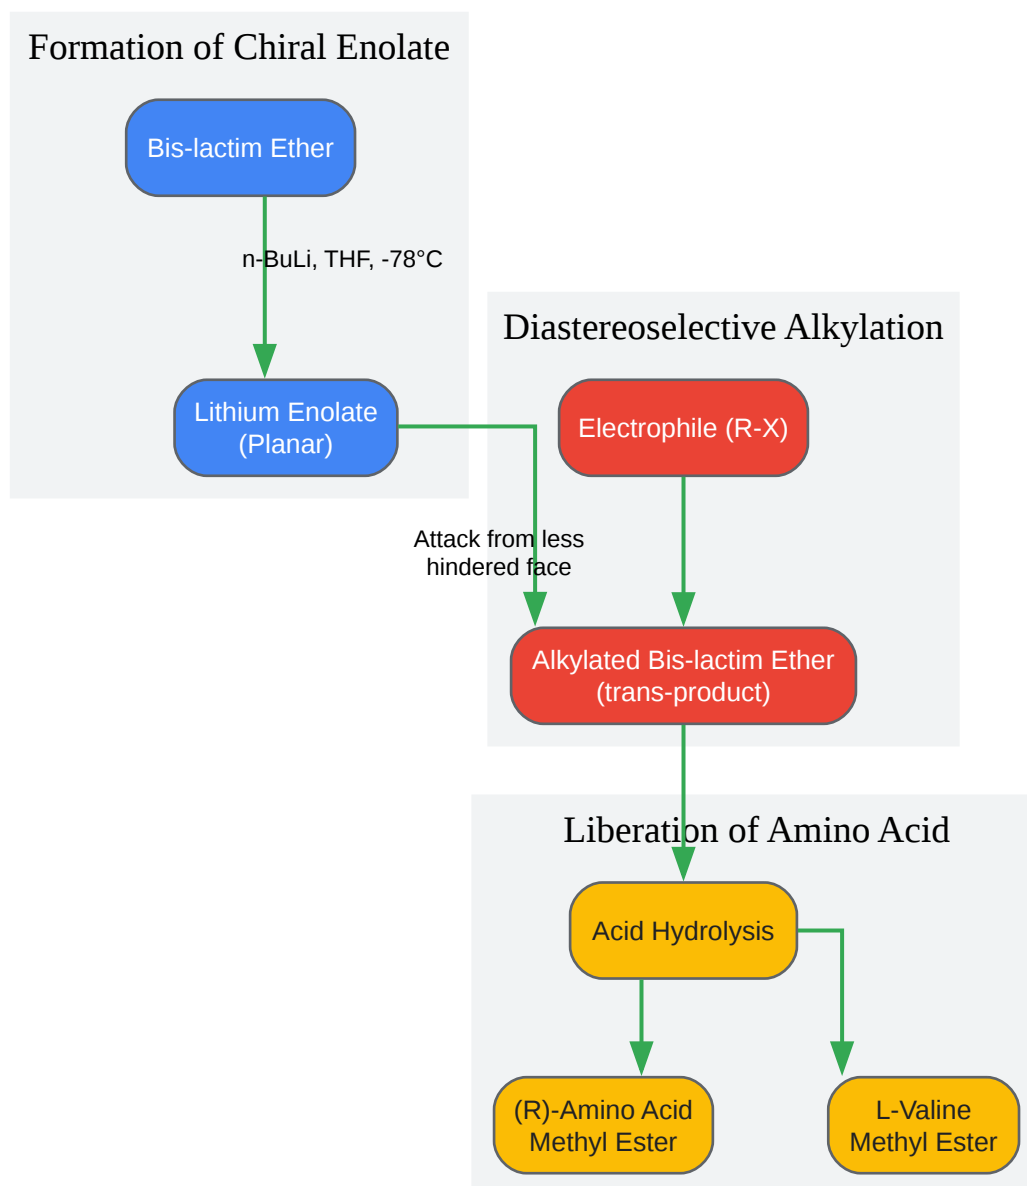 Formation of Chiral Enolate
Bis-lactim Ether
n-BuLi, THF, -78°C
Lithium Enolate
(Planar)
Diastereoselective Alkylation
Electrophile (R-X)
Attack from less
hindered face
Alkylated Bis-lactim Ether
(trans-product)
Liberation of Amino Acid
Acid Hydrolysis
(R)-Amino Acid
Methyl Ester
L-Valine
Methyl Ester